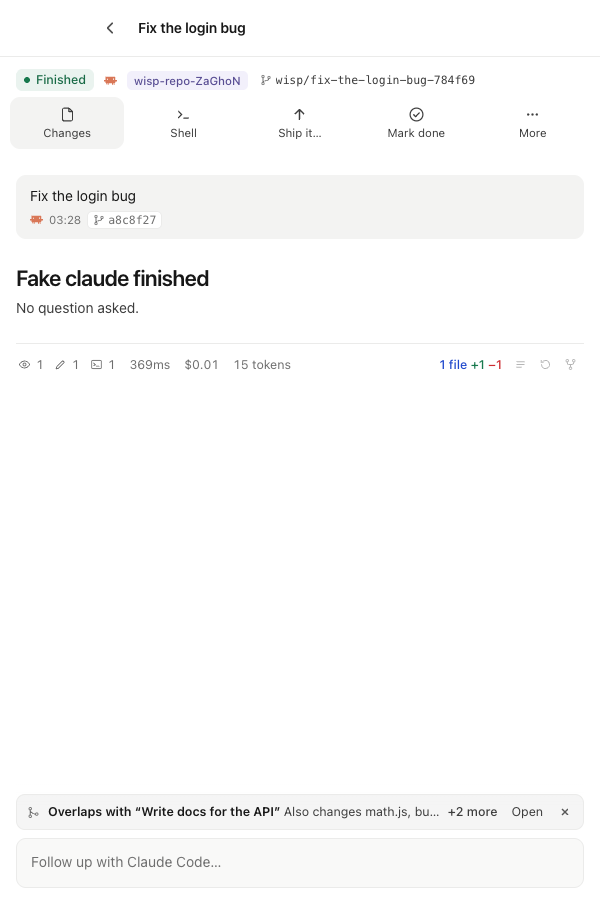 Fix the login bug
Finished
wisp-repo-ZaGhoN
wisp/fix-the-login-bug-784f69
Changes
Shell
Ship it...
Mark done
More
Fix the login bug
03:28 a8c8f27
Fake claude finished
No question asked.
1 1 1 369ms $0.01 15 tokens 1 file +1 −1
Overlaps with “Write docs for the API” Also changes math.js, bu... +2 more Open ×
Follow up with Claude Code...